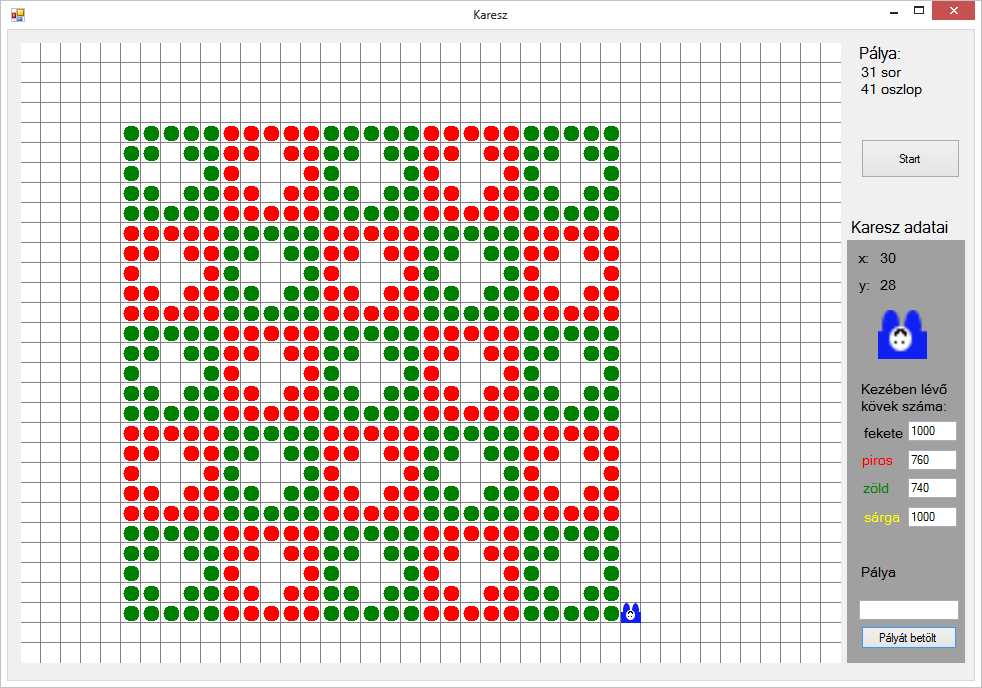 Karesz
Pálya:
31 sor
41 oszlop
Start
Karesz adatai
x: 30
y: 28
Kezében lévő
kövek száma:
fekete 1000
piros 760
zöld 740
sárga 1000
Pálya
Pályát betölt